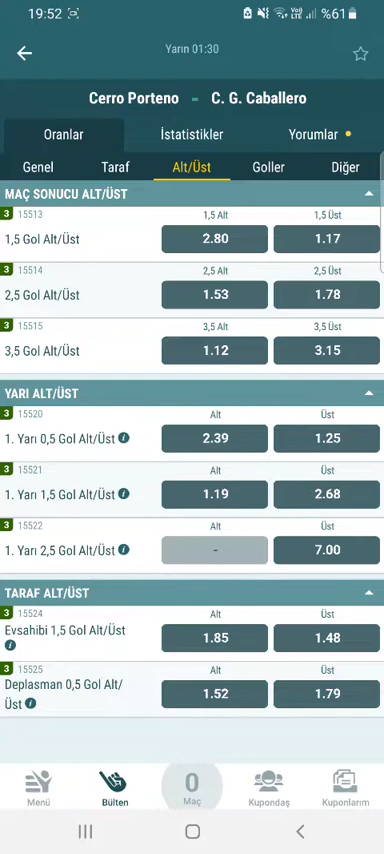 19:52 Vo) LTE %61
Yarın 01:30
Cerro Porteno - C. G. Caballero
Oranlar İstatistikler Yorumlar
Genel Taraf Alt/Üst Goller Diğer
MAÇ SONUCU ALT/ÜST
3 15513 1,5 Alt 1,5 Üst
1,5 Gol Alt/Üst 2.80 1.17
3 15514 2,5 Alt 2,5 Üst
2,5 Gol Alt/Üst 1.53 1.78
3 15515 3,5 Alt 3,5 Üst
3,5 Gol Alt/Üst 1.12 3.15
YARI ALT/ÜST
3 15520 Alt Üst
1. Yarı 0,5 Gol Alt/Üst i 2.39 1.25
3 15521 Alt Üst
1. Yarı 1,5 Gol Alt/Üst i 1.19 2.68
3 15522 Alt Üst
1. Yarı 2,5 Gol Alt/Üst i - 7.00
TARAF ALT/ÜST
3 15524 Alt Üst
Evsahibi 1,5 Gol Alt/Üst i 1.85 1.48
3 15525 Alt Üst
Deplasman 0,5 Gol Alt/
Üst i 1.52 1.79
0
Menü Bülten Maç Kupondaş Kuponlarım